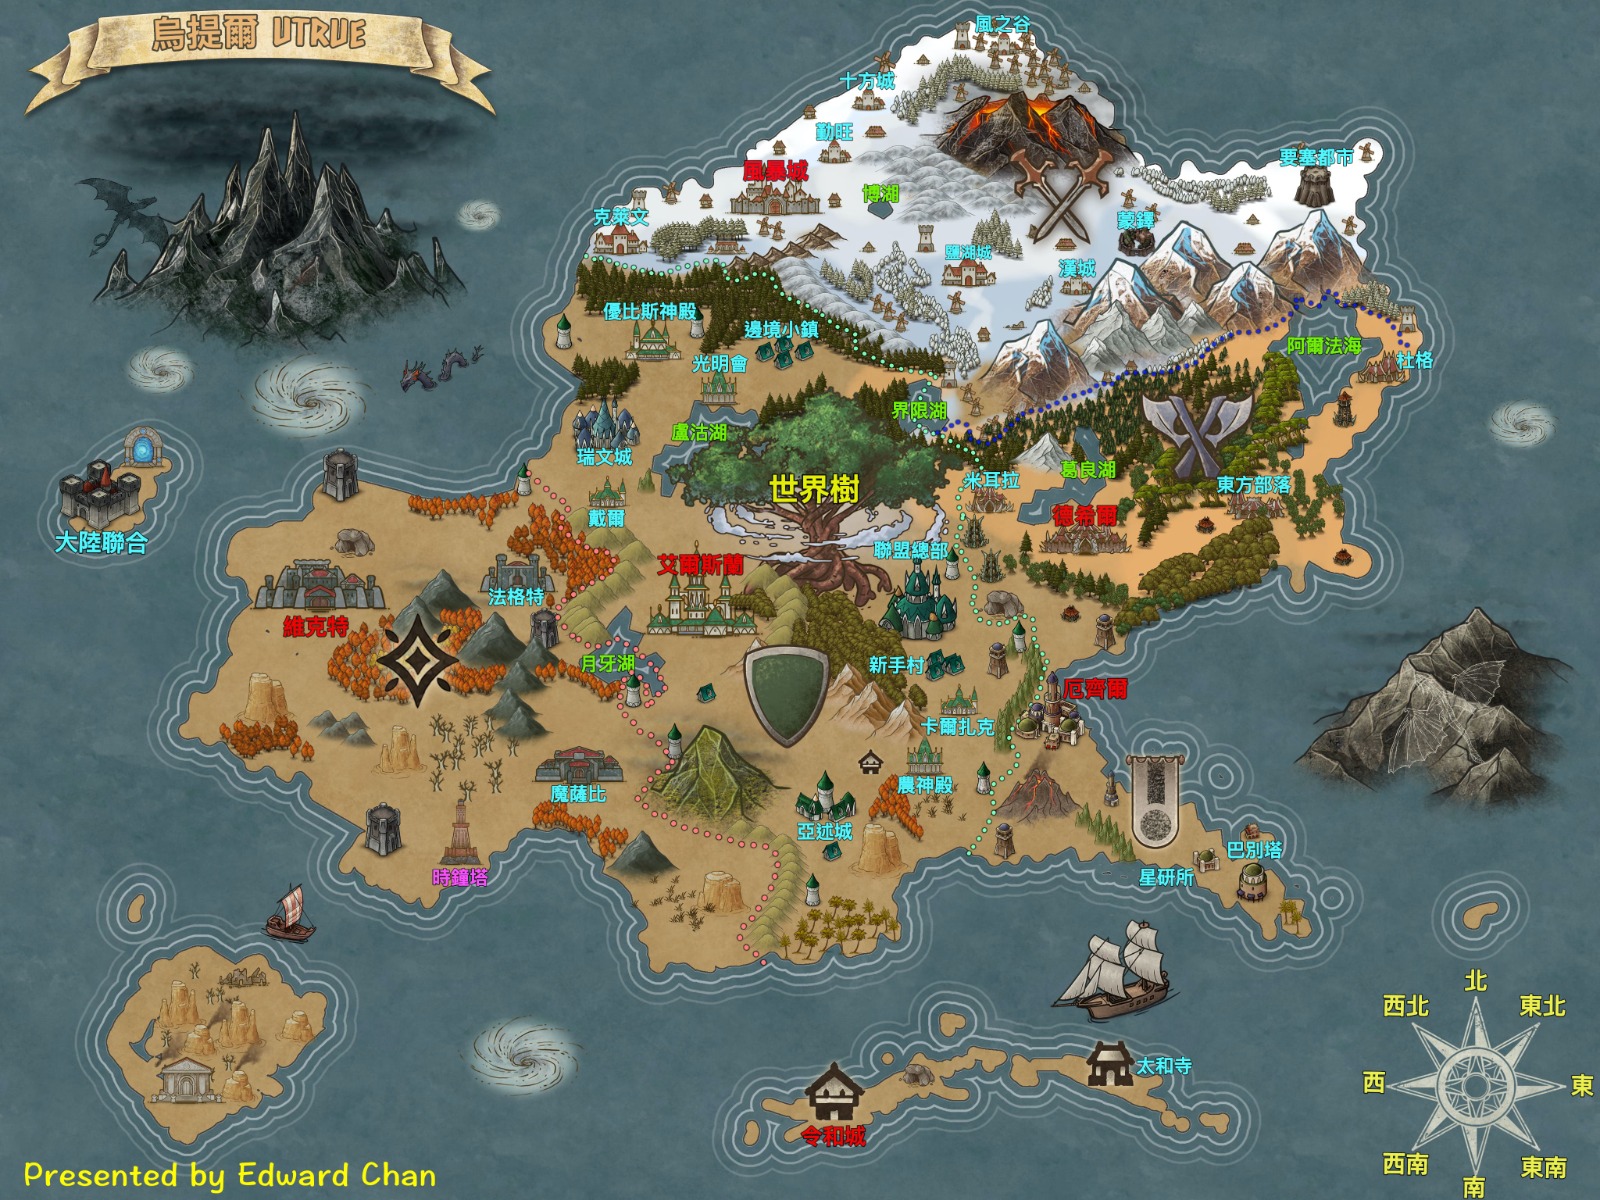 烏提爾 UTRUE
風之谷
十方城
勤旺
要塞都市
風暴城
博湖
克萊文
蒙鐸
鹽湖城
漢城
優比斯神殿
邊境小鎮
阿爾法海
杜格
光明會
界限湖
盧沽湖
瑞文城
葛良湖
米耳拉
世界樹
東方部落
戴爾
德希爾
大陸聯合
聯盟總部
艾爾斯蘭
法格特
維克特
月牙湖
新手村
厄齊爾
卡爾扎克
農神殿
魔薩比
亞述城
巴別塔
時鐘塔
星研所
北
西北
東北
太和寺
西
東
令和城
西南
東南
南
Presented by Edward Chan